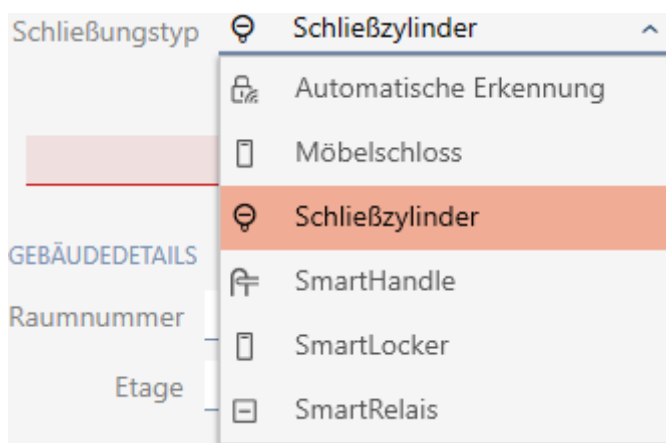 Schließungstyp Schließzylinder
Automatische Erkennung
Möbelschloss
Schließzylinder
GEBÄUDEDETAILS
SmartHandle
Raumnummer
SmartLocker
Etage
SmartRelais